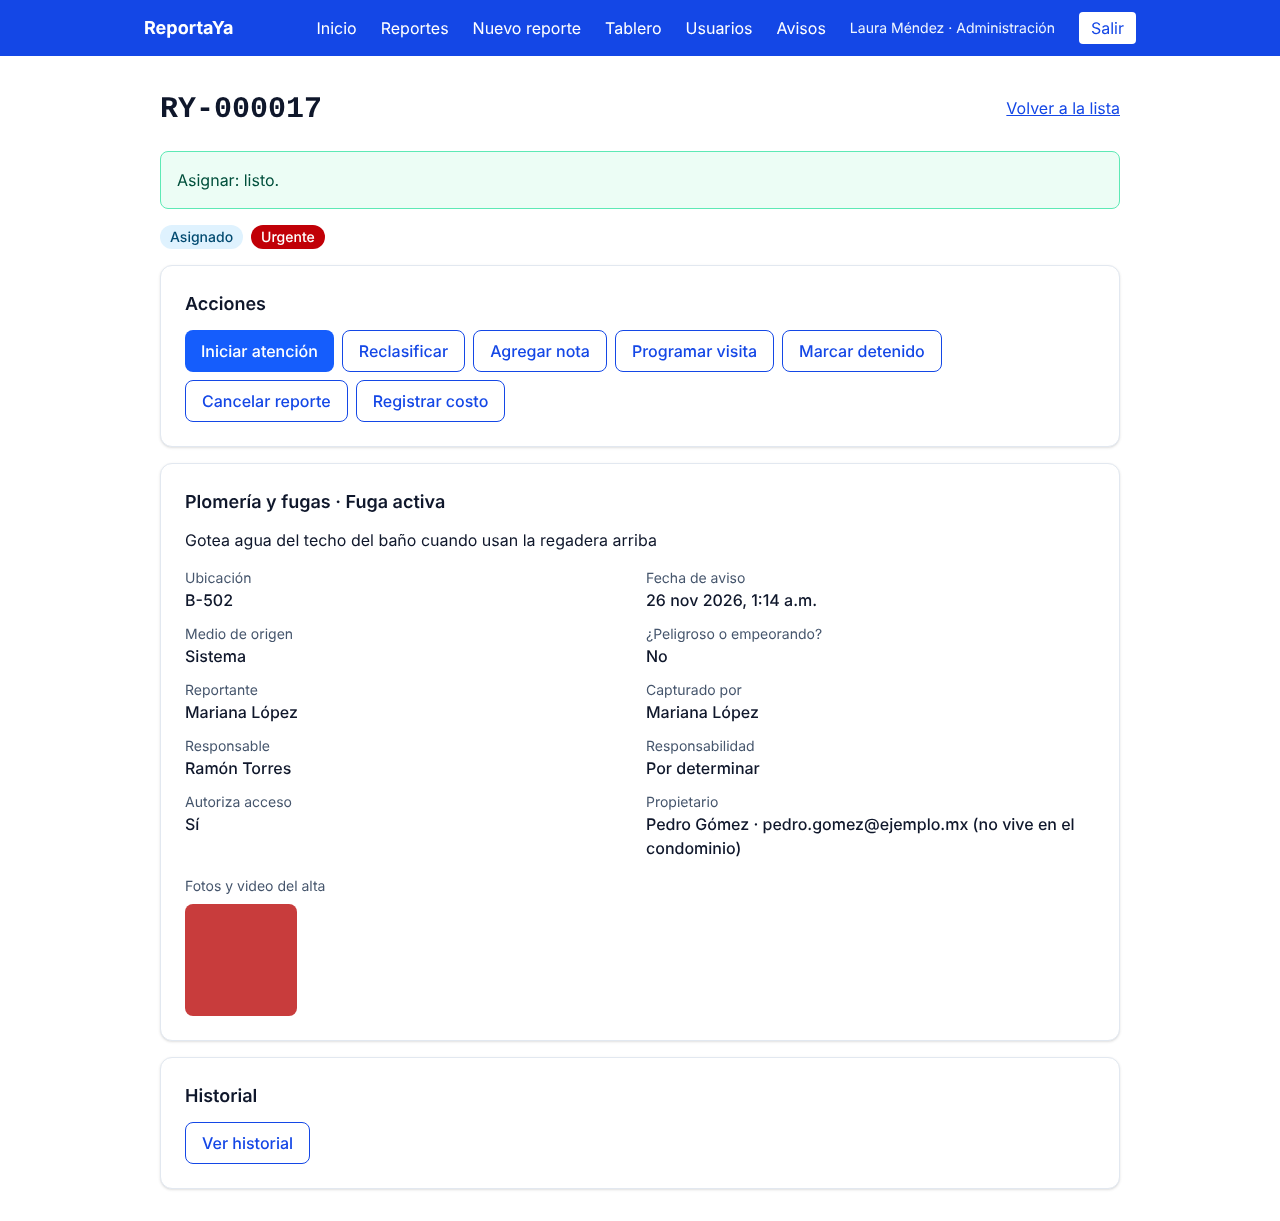 ReportaYa
Inicio
Reportes
Nuevo reporte
Tablero
Usuarios
Avisos
Laura Méndez · Administración
Salir
RY-000017
Volver a la lista
Asignar: listo.
Asignado
Urgente
Acciones
Iniciar atención
Reclasificar
Agregar nota
Programar visita
Marcar detenido
Cancelar reporte
Registrar costo
Plomería y fugas · Fuga activa
Gotea agua del techo del baño cuando usan la regadera arriba
Ubicación
B-502
Fecha de aviso
26 nov 2026, 1:14 a.m.
Medio de origen
Sistema
¿Peligroso o empeorando?
No
Reportante
Mariana López
Capturado por
Mariana López
Responsable
Ramón Torres
Responsabilidad
Por determinar
Autoriza acceso
Sí
Propietario
Pedro Gómez · pedro.gomez@ejemplo.mx (no vive en el
condominio)
Fotos y video del alta
Historial
Ver historial